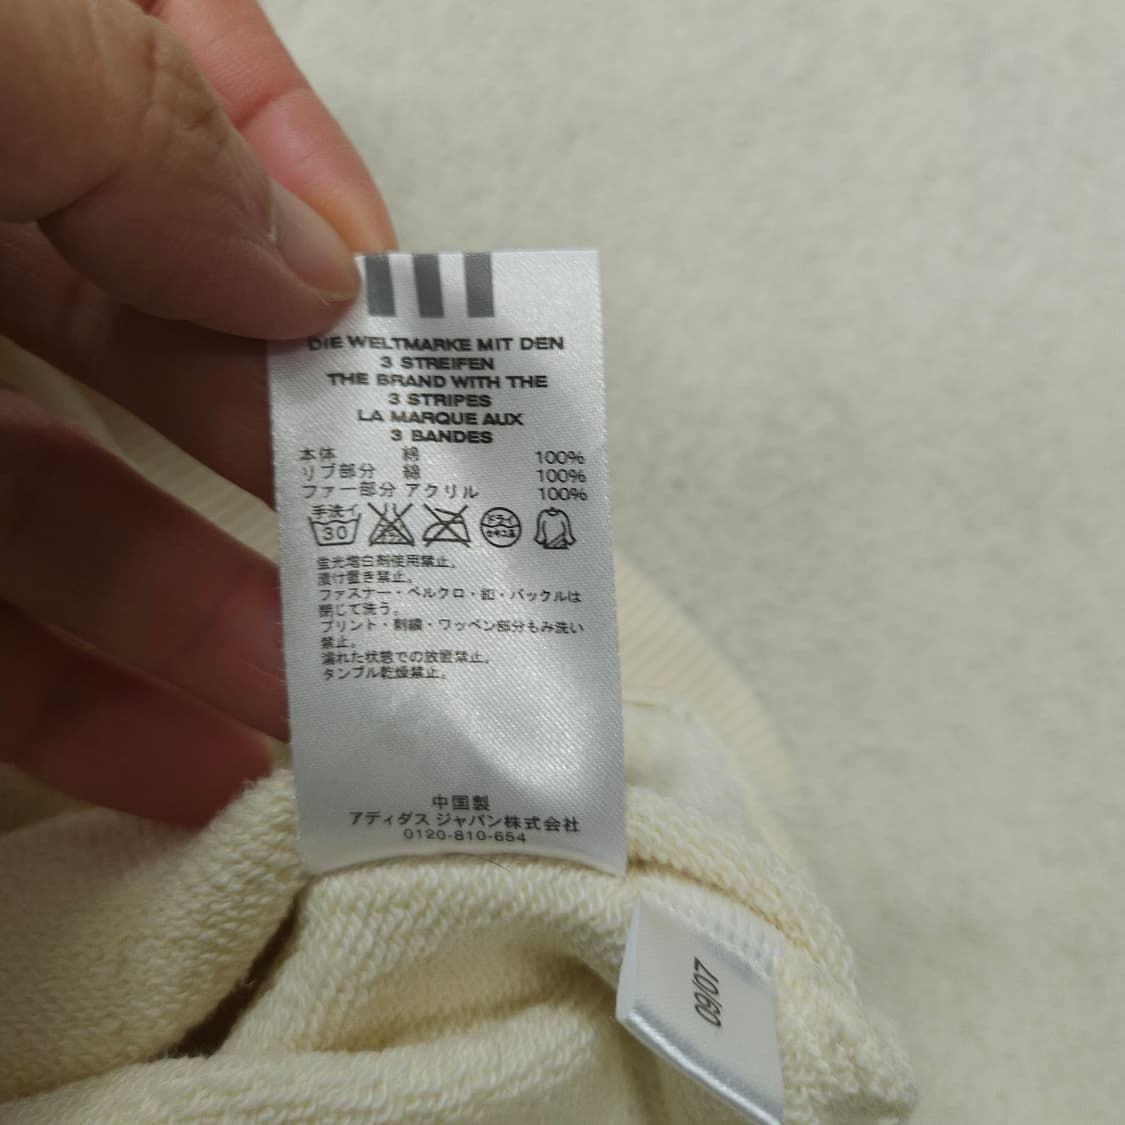 DIE WELTMARKE MIT DEN
3 STREIFEN
THE BRAND WITH THE
3 STRIPES
LA MARQUE AUX
3 BANDES
本体 綿 100%
リブ部分 綿 100%
ファー部分 アクリル 100%
手洗イ
30
ドライ
セキユ系
蛍光増白剤使用禁止。
漬け置き禁止。
ファスナー・ベルクロ・釦・バックルは
閉じて洗う。
プリント・刺繍・ワッペン部分もみ洗い
禁止。
濡れた状態での放置禁止。
タンブル乾燥禁止。
中国製
アディダス ジャパン株式会社
0120-810-654
09/07